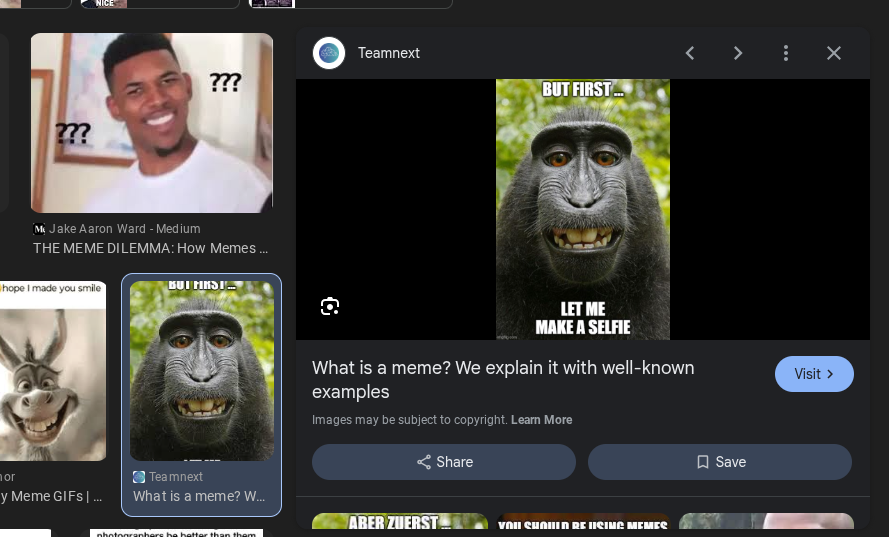 NICE
Teamnext
BUT FIRST ...
LET ME
MAKE A SELFIE
???
???
Jake Aaron Ward - Medium
THE MEME DILEMMA: How Memes ...
hope I made you smile
BUT FIRST ...
Teamnext
What is a meme? W...
y Meme GIFs | ...
What is a meme? We explain it with well-known
examples
Visit
Images may be subject to copyright. Learn More
Share
Save
ABER ZUERST ...
YOU SHOULD BE USING MEMES
photographers be better than them